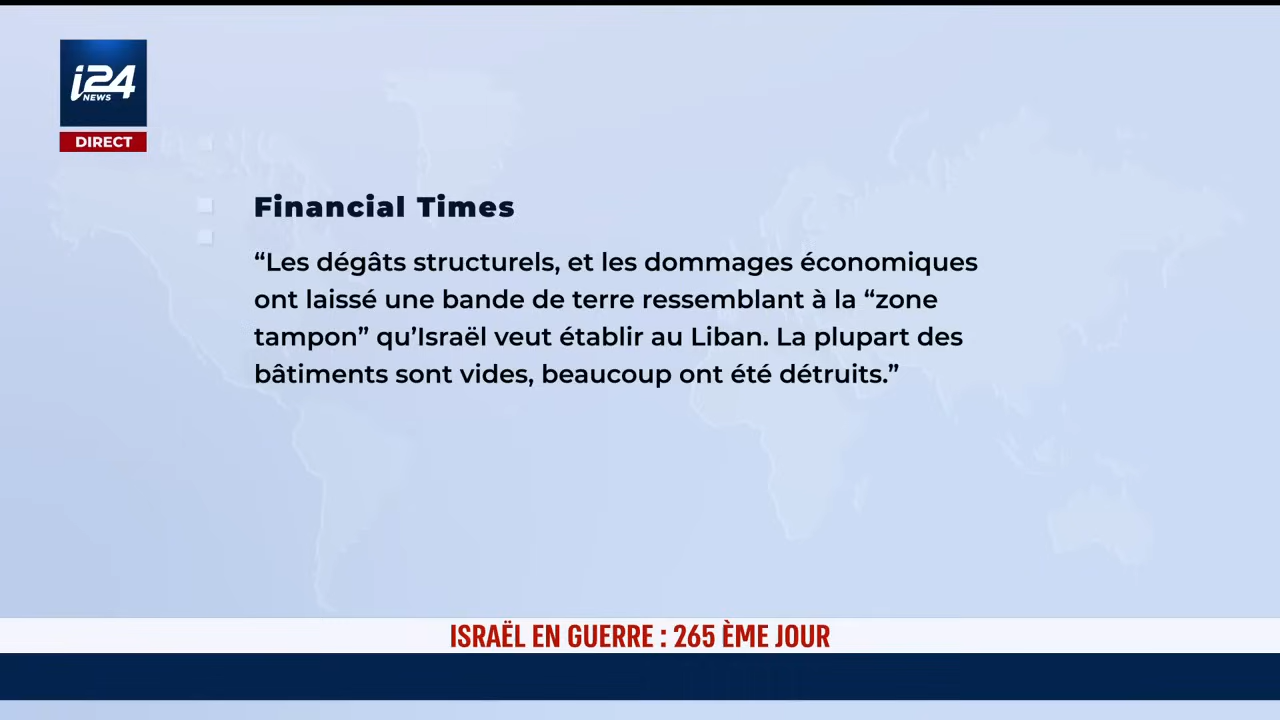 i24
NEWS
DIRECT
Financial Times
“Les dégâts structurels, et les dommages économiques
ont laissé une bande de terre ressemblant à la “zone
tampon” qu’Israël veut établir au Liban. La plupart des
bâtiments sont vides, beaucoup ont été détruits.”
ISRAËL EN GUERRE : 265 ÈME JOUR